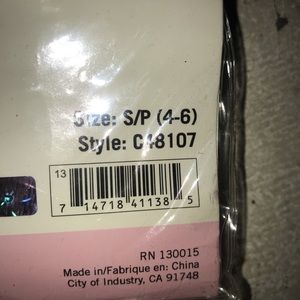 Size: S/P (4-6)
Style: C48107
13
7 14718 41138 5
RN 130015
Made in/Fabrique en: China
City of Industry, CA 91748